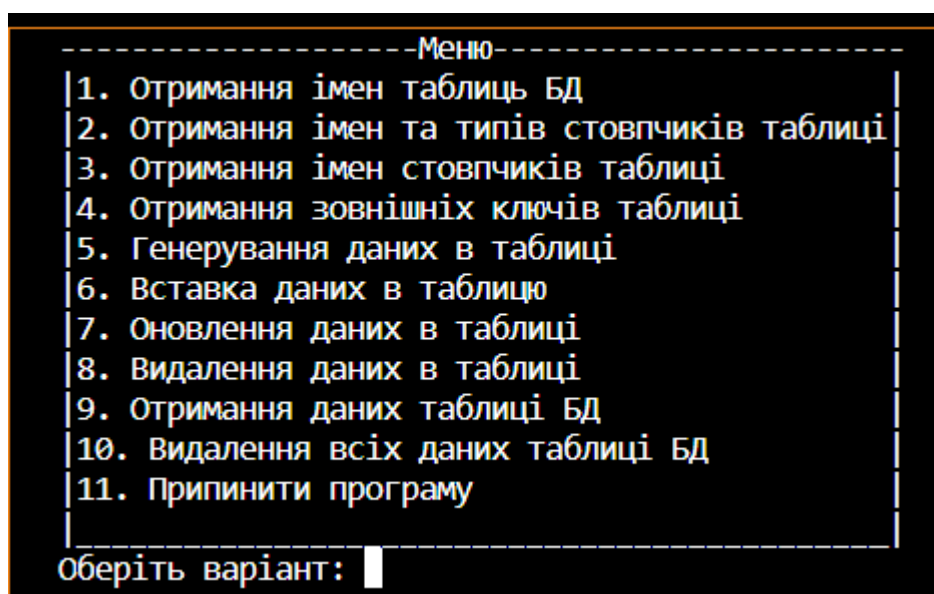 --------------------Меню-----------------------
|1. Отримання імен таблиць БД                 |
|2. Отримання імен та типів стовпчиків таблиці|
|3. Отримання імен стовпчиків таблиці         |
|4. Отримання зовнішніх ключів таблиці        |
|5. Генерування даних в таблиці               |
|6. Вставка даних в таблицю                   |
|7. Оновлення даних в таблиці                 |
|8. Видалення даних в таблиці                 |
|9. Отримання даних таблиці БД                |
|10. Видалення всіх даних таблиці БД          |
|11. Припинити програму                       |
|_____________________________________________|
Оберіть варіант: